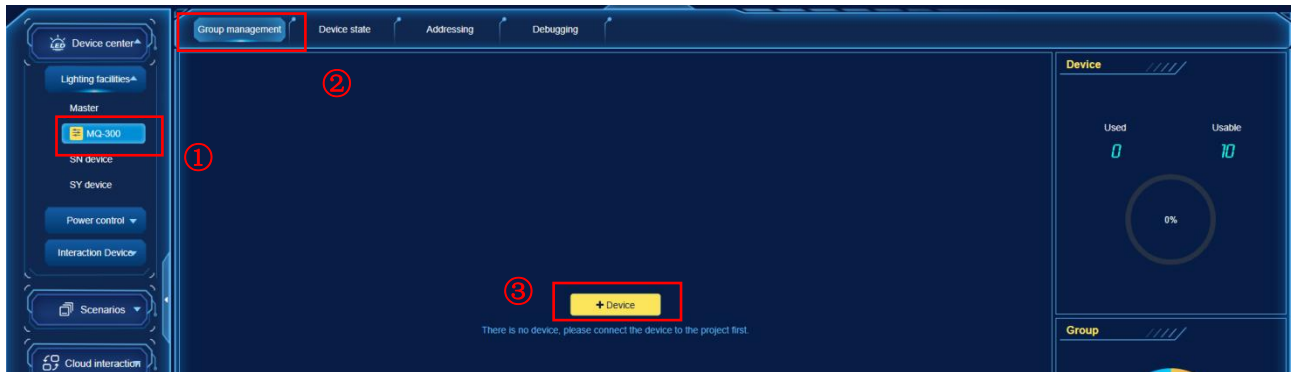 Group management
Device state
Addressing
Debugging
LED
Device center
Lighting facilities
Master
MQ-300
SN device
SY device
Power control
Interaction Device
Scenarios
Cloud interaction
①
②
③
+ Device
There is no device, please connect the device to the project first.
Device
Used
Usable
0
10
0%
Group